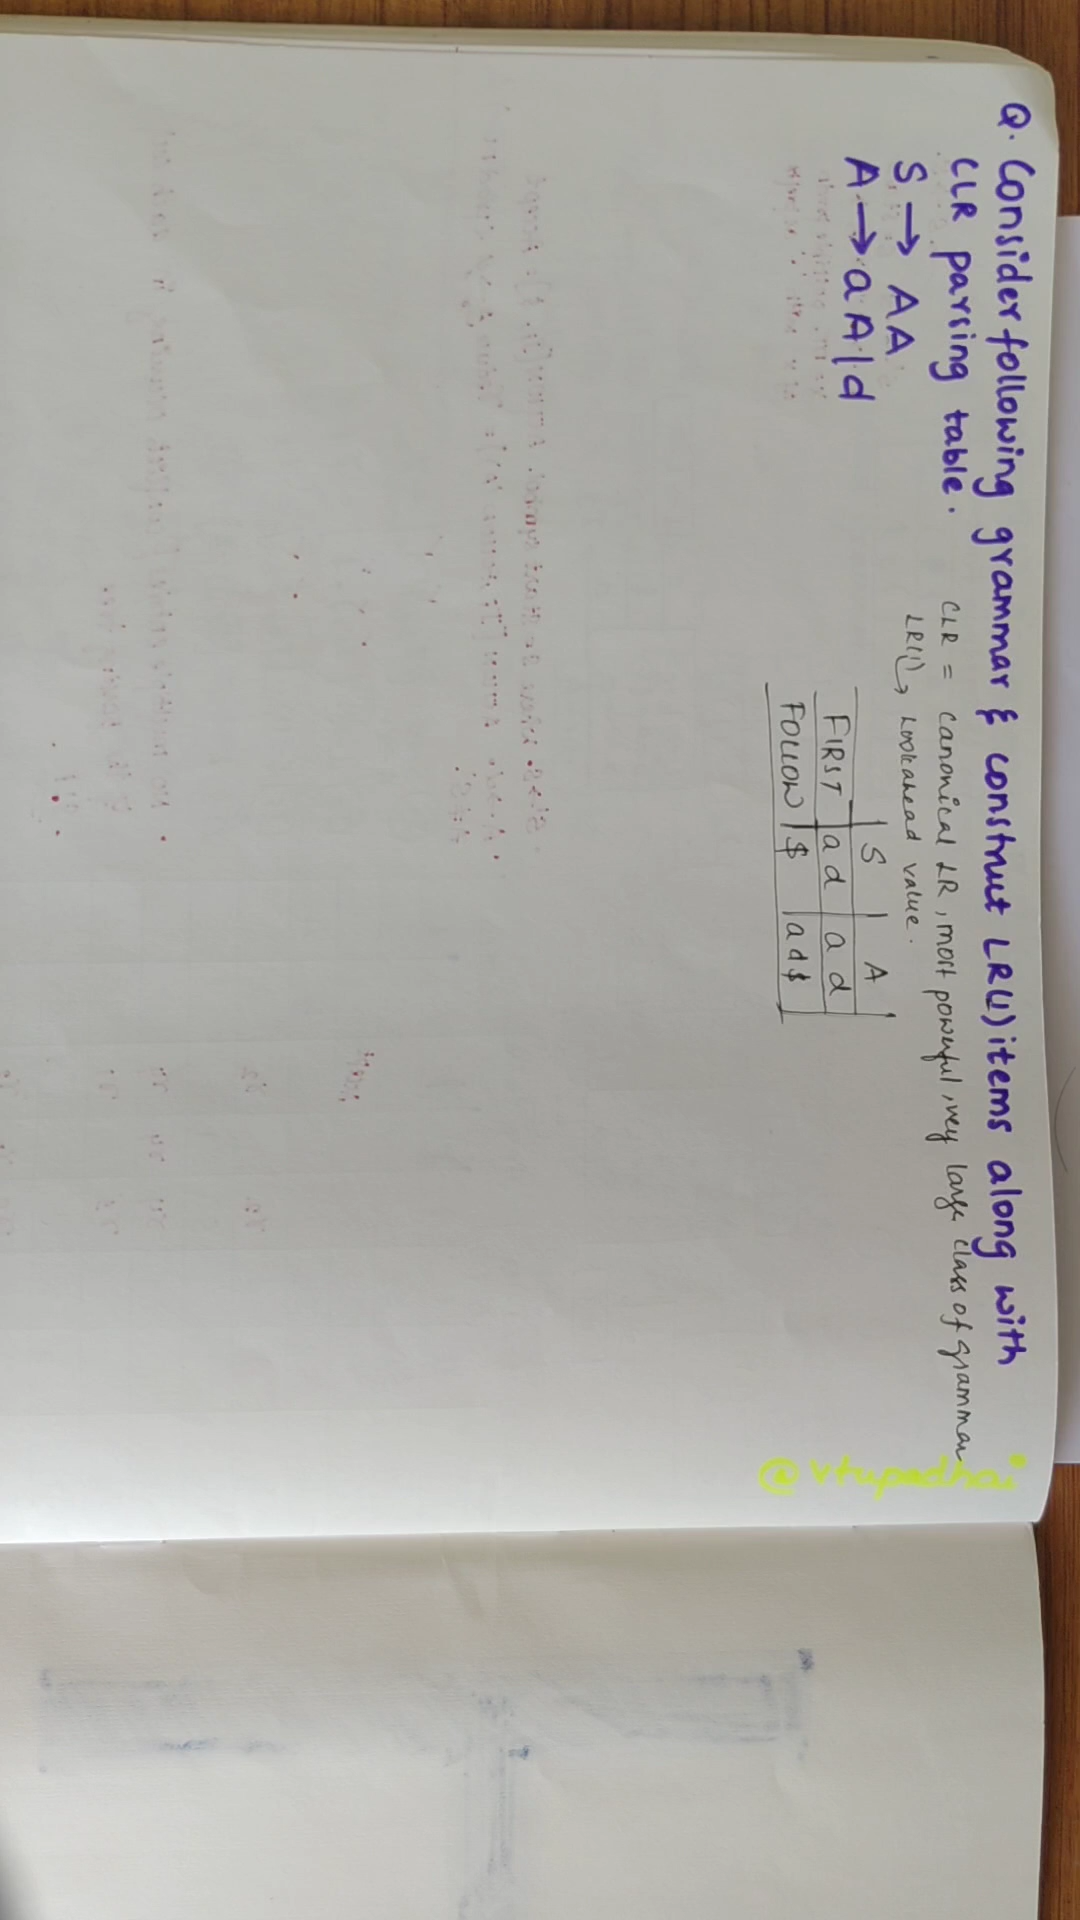 Q. Consider following grammar & construct LR(1) items along with
CLR parsing table.
S → AA
A → aA|d
CLR = canonical LR, most powerful, very large class of grammar
LR(1) → Lookahead value.
S A
FIRST a d a d
FOLLOW $ a d $
@vtupadhai